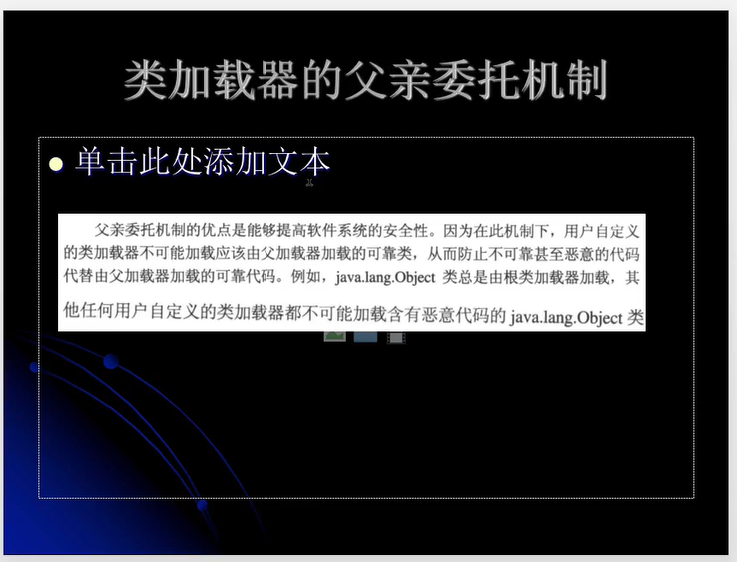 类加载器的父亲委托机制
单击此处添加文本
父亲委托机制的优点是能够提高软件系统的安全性。因为在此机制下，用户自定义
的类加载器不可能加载应该由父加载器加载的可靠类，从而防止不可靠甚至恶意的代码
代替由父加载器加载的可靠代码。例如，java.lang.Object 类总是由根类加载器加载，其
他任何用户自定义的类加载器都不可能加载含有恶意代码的 java.lang.Object 类